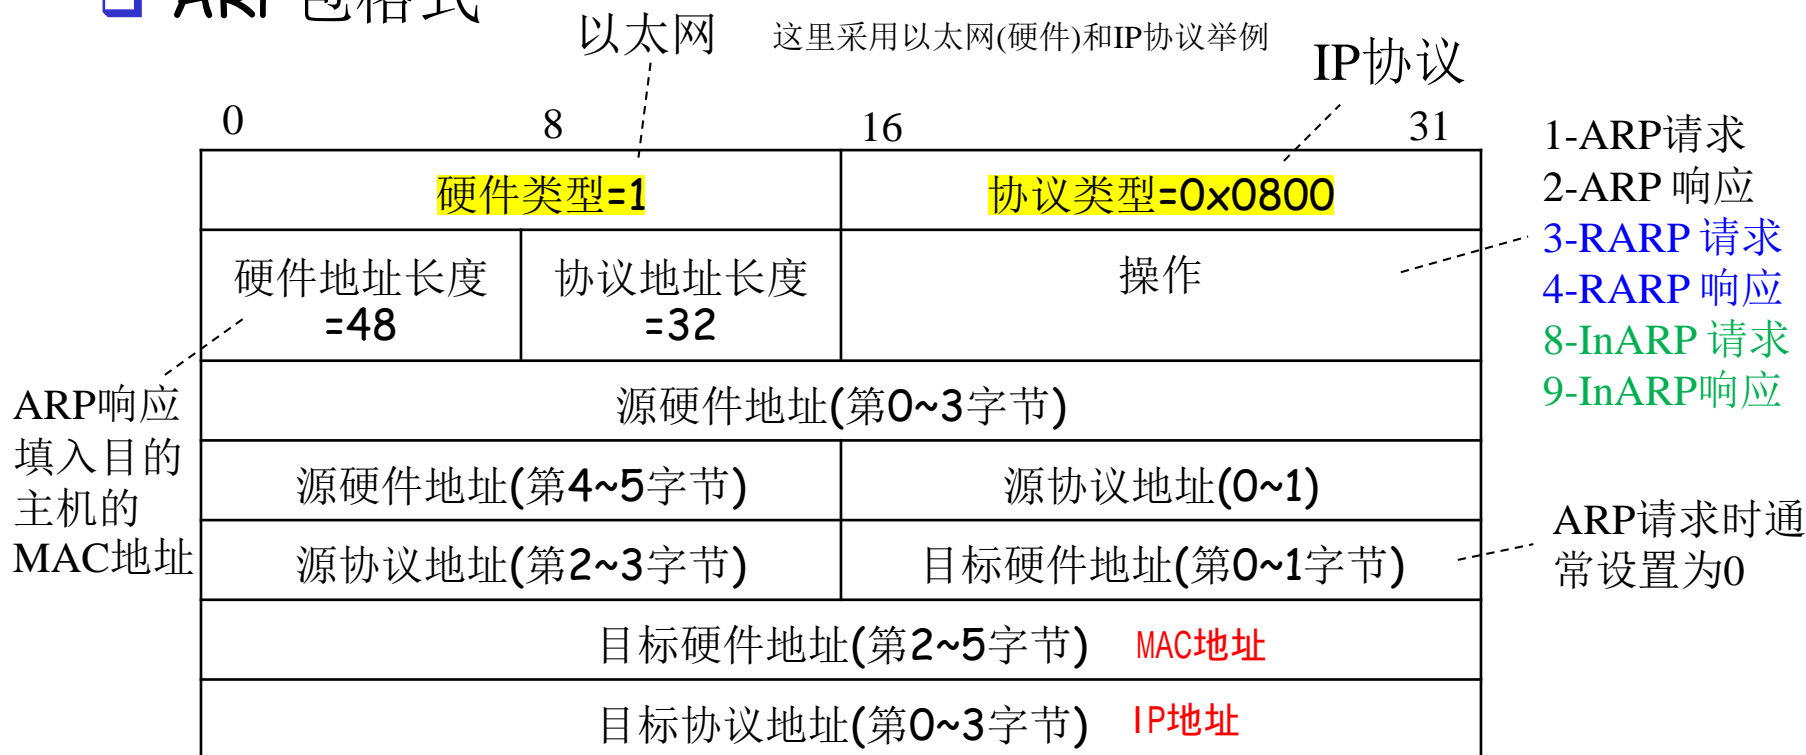 ARP包格式
以太网
这里采用以太网(硬件)和IP协议举例
IP协议
0 8 16 31
硬件类型=1 协议类型=0x0800
硬件地址长度
=48
协议地址长度
=32
操作
1-ARP请求
2-ARP 响应
3-RARP 请求
4-RARP 响应
8-InARP 请求
9-InARP响应
源硬件地址(第0~3字节)
源硬件地址(第4~5字节) 源协议地址(0~1)
源协议地址(第2~3字节) 目标硬件地址(第0~1字节)
目标硬件地址(第2~5字节) MAC地址
目标协议地址(第0~3字节) IP地址
ARP响应
填入目的
主机的
MAC地址
ARP请求时通
常设置为0